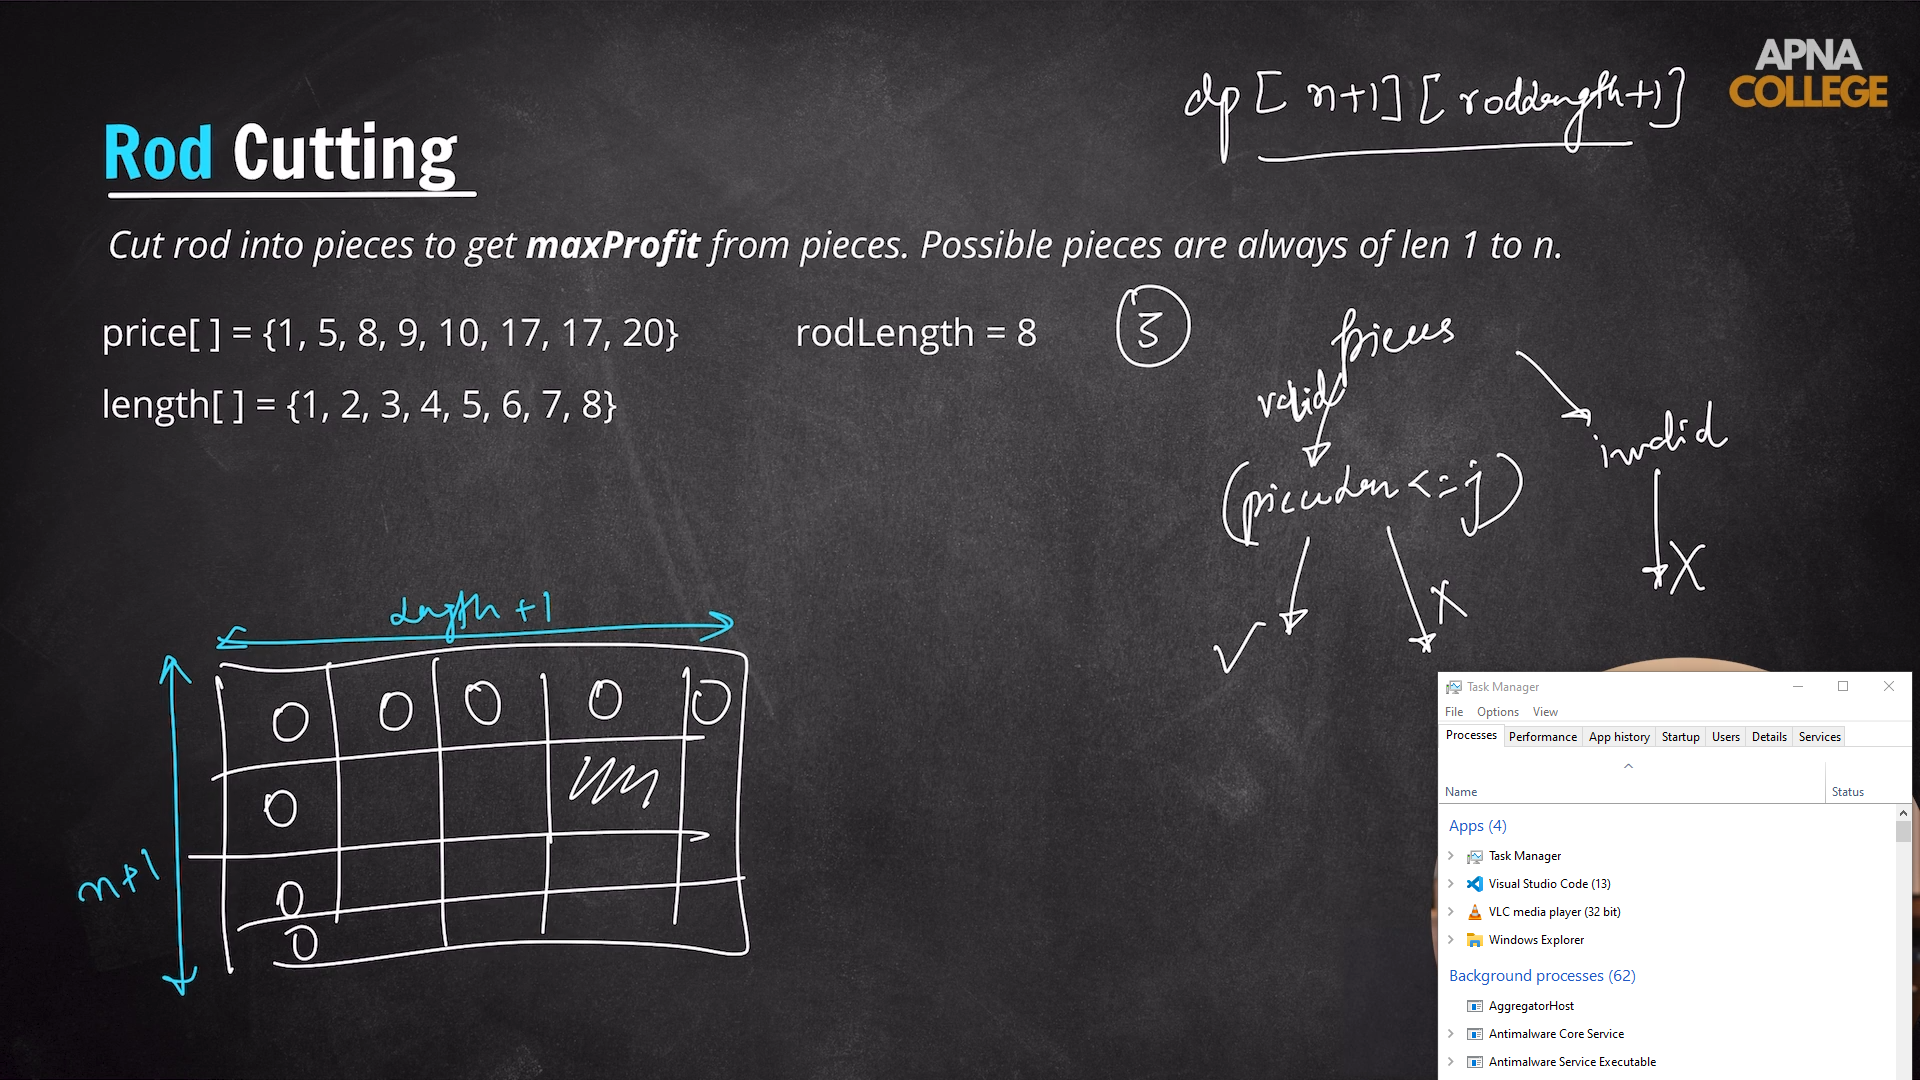 APNA
COLLEGE
dp[n+1][rodLength+1]
Rod Cutting
Cut rod into pieces to get maxProfit from pieces. Possible pieces are always of len 1 to n.
price[ ] = {1, 5, 8, 9, 10, 17, 17, 20}
rodLength = 8
3
pieces
length[ ] = {1, 2, 3, 4, 5, 6, 7, 8}
valid
invalid
(pieceLen <= j)
X
X
Length +1
n+1
0 0 0 0 0
0
0
0
Task Manager
File Options View
Processes Performance App history Startup Users Details Services
Name Status
Apps (4)
Task Manager
Visual Studio Code (13)
VLC media player (32 bit)
Windows Explorer
Background processes (62)
AggregatorHost
Antimalware Core Service
Antimalware Service Executable